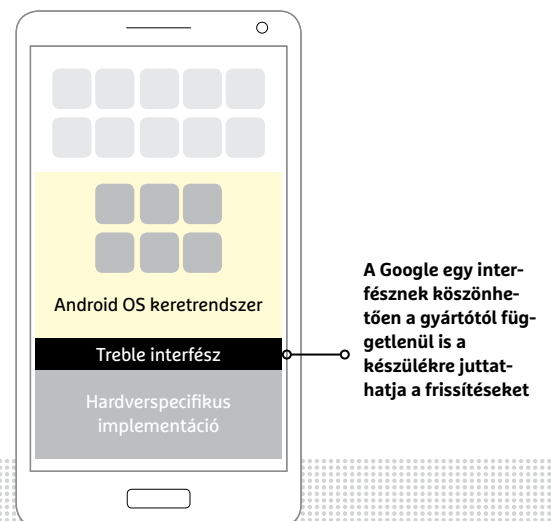 Android OS keretrendszer
Treble interfész
Hardverspecifikus
implementáció
A Google egy inter-
fésznek köszönhe-
tően a gyártótól füg-
getlenül is a
készülékre juttat-
hatja a frissítéseket